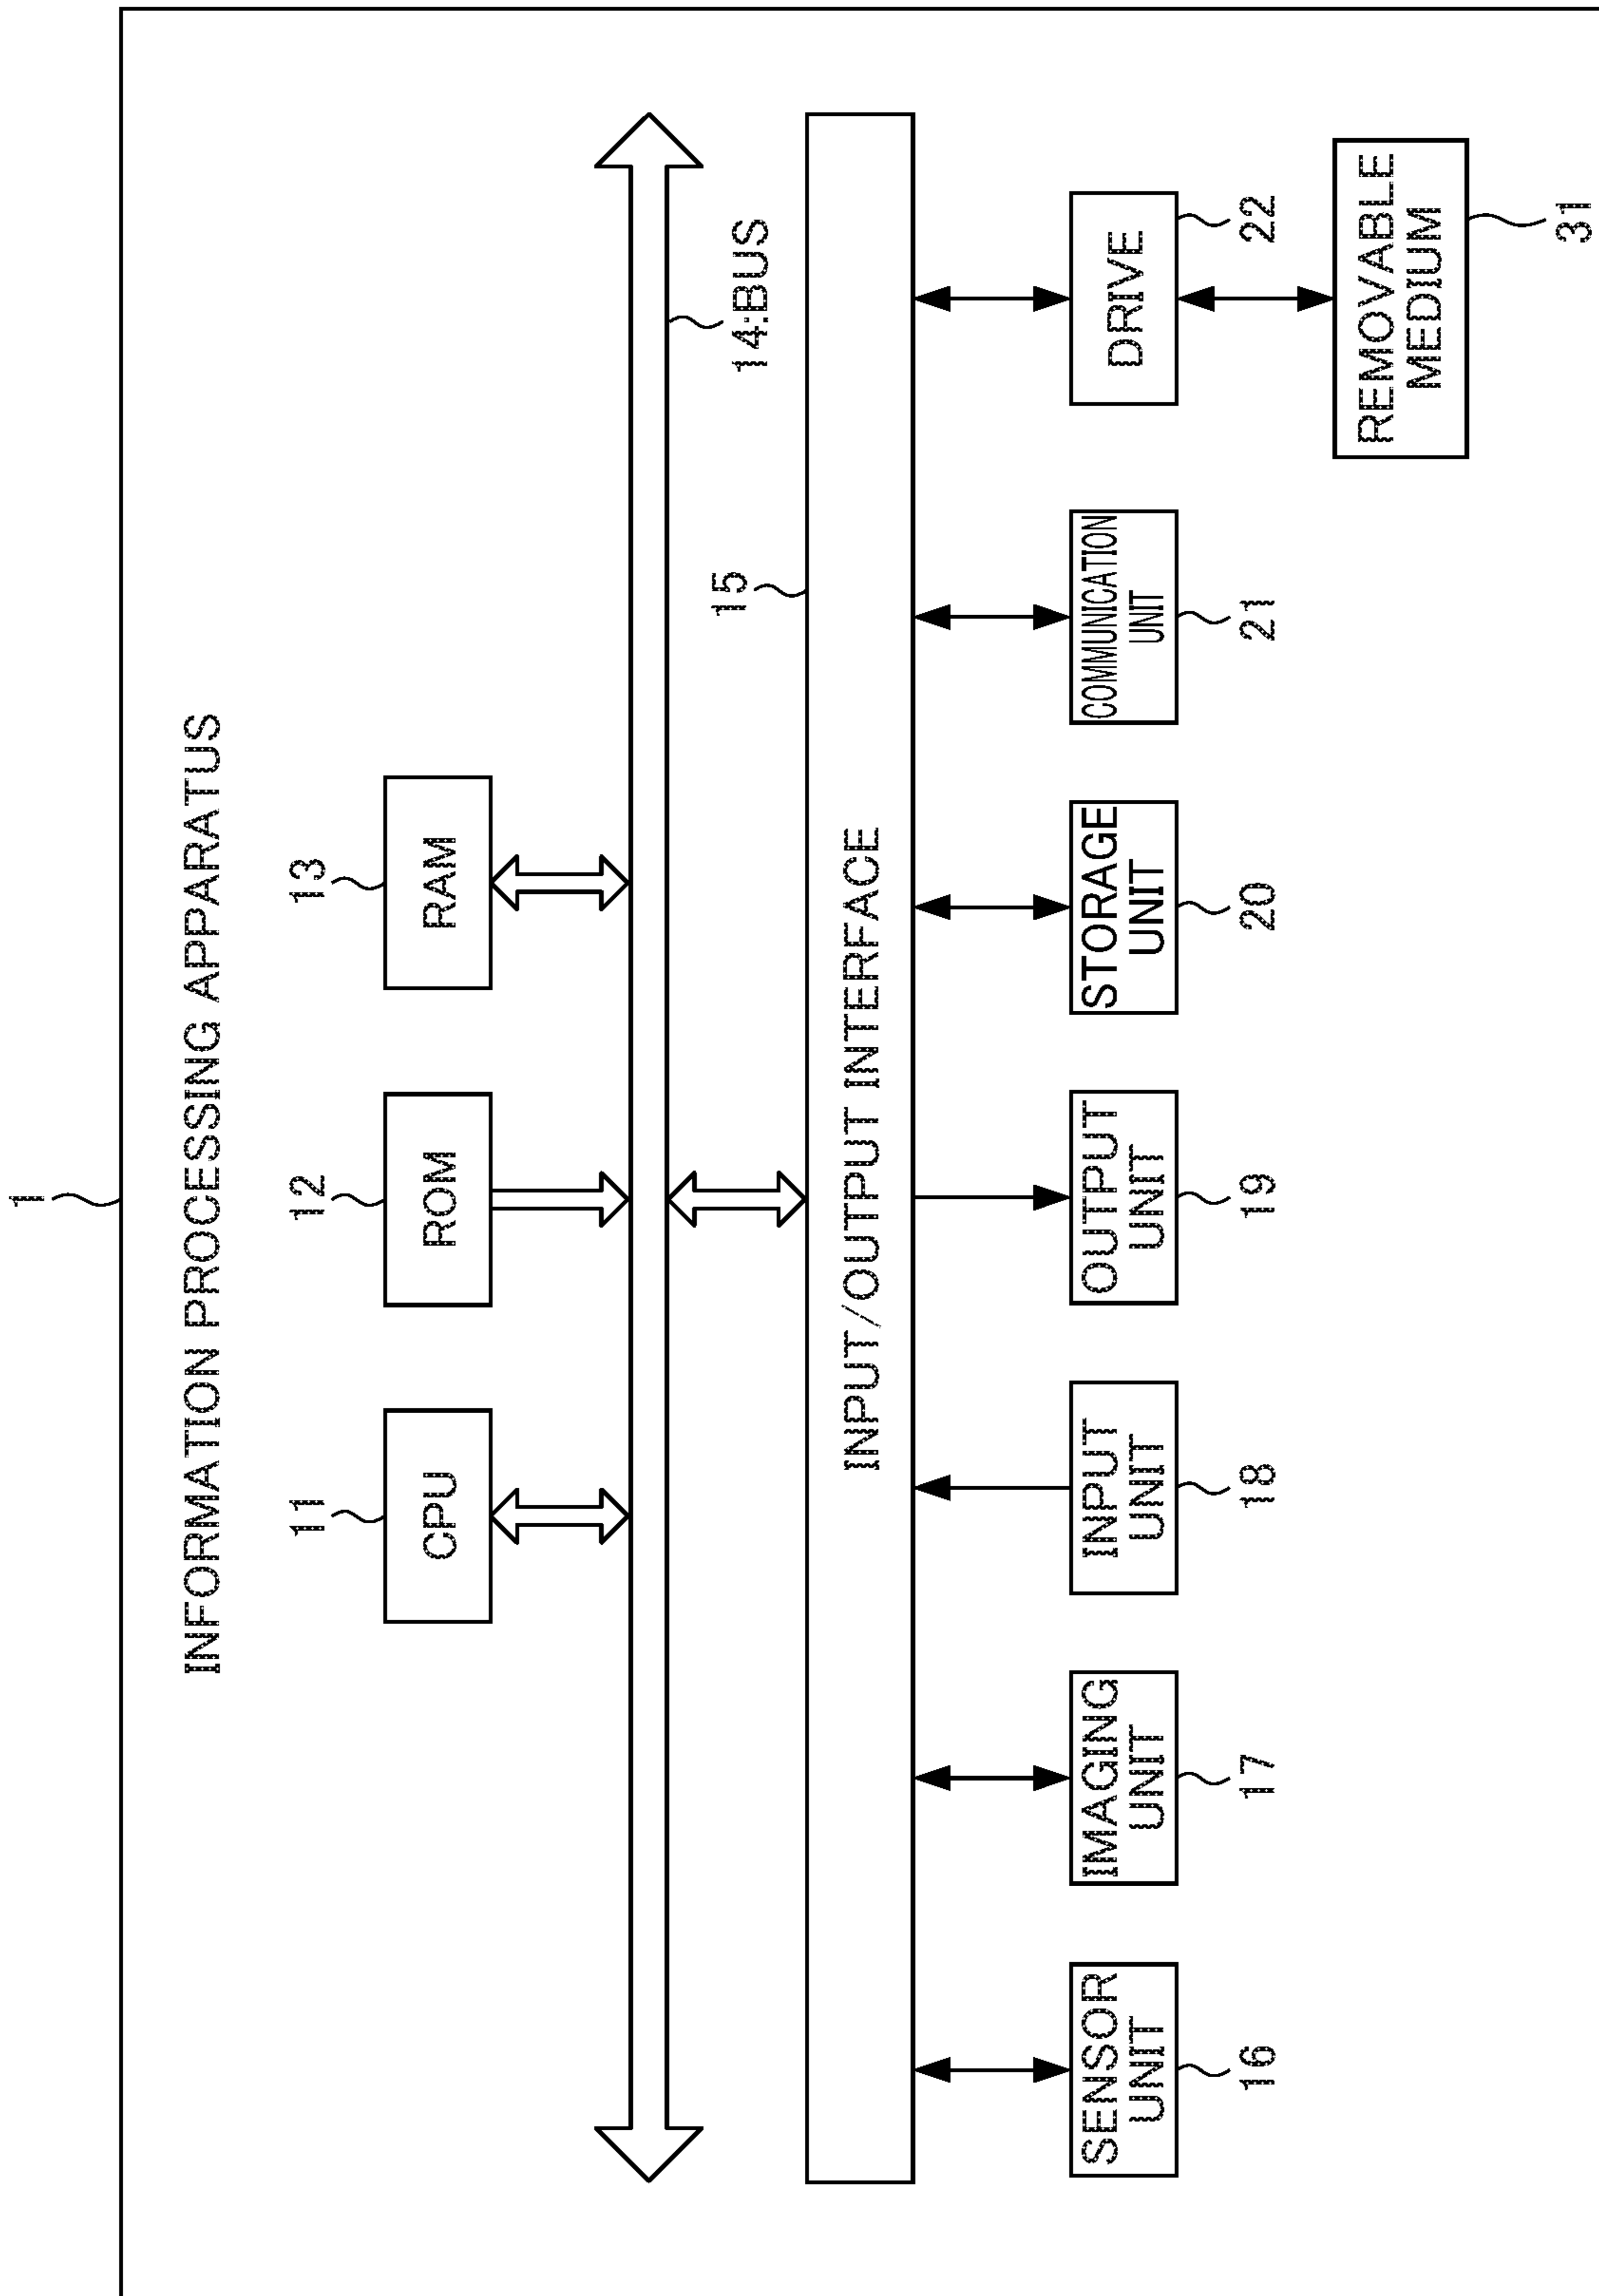 1
INFORMATION PROCESSING APPARATUS
11
12
13
CPU
ROM
RAM
14:BUS
15
INPUT/OUTPUT INTERFACE
SENSOR
UNIT
IMAGING
UNIT
INPUT
UNIT
OUTPUT
UNIT
STORAGE
UNIT
COMMUNICATION
UNIT
DRIVE
16
17
18
19
20
21
22
REMOVABLE
MEDIUM
31